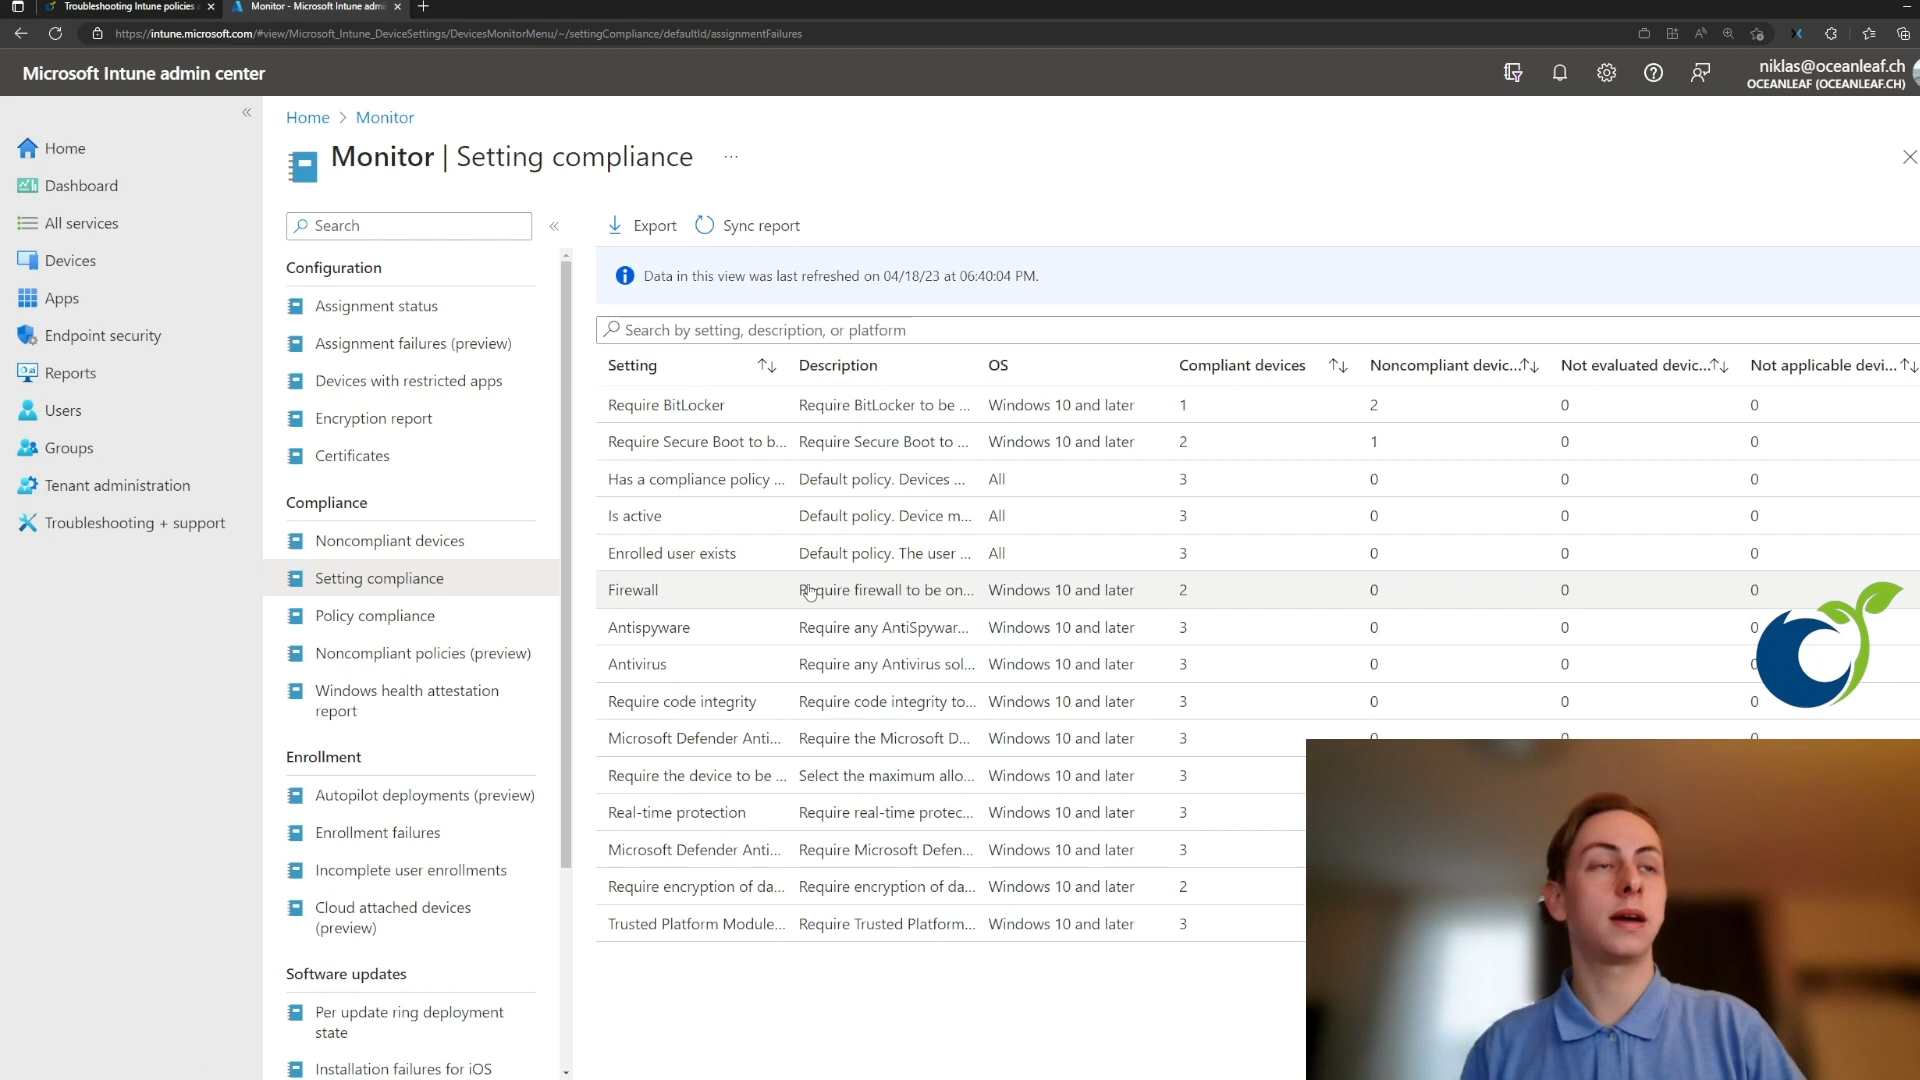 Troubleshooting Intune policies
Monitor - Microsoft Intune admi
https://intune.microsoft.com/#view/Microsoft_Intune_DeviceSettings/DevicesMonitorMenu/~/settingCompliance/defaultId/assignmentFailures
Microsoft Intune admin center
niklas@oceanleaf.ch
OCEANLEAF (OCEANLEAF.CH)
Home
Dashboard
All services
Devices
Apps
Endpoint security
Reports
Users
Groups
Tenant administration
Troubleshooting + support
Home > Monitor
Monitor | Setting compliance ...
Search
Configuration
Assignment status
Assignment failures (preview)
Devices with restricted apps
Encryption report
Certificates
Compliance
Noncompliant devices
Setting compliance
Policy compliance
Noncompliant policies (preview)
Windows health attestation
report
Enrollment
Autopilot deployments (preview)
Enrollment failures
Incomplete user enrollments
Cloud attached devices
(preview)
Software updates
Per update ring deployment
state
Installation failures for iOS
Export Sync report
Data in this view was last refreshed on 04/18/23 at 06:40:04 PM.
Search by setting, description, or platform
Setting Description OS Compliant devices Noncompliant devic... Not evaluated devic... Not applicable devi...
Require BitLocker Require BitLocker to be ... Windows 10 and later 1 2 0 0
Require Secure Boot to b... Require Secure Boot to ... Windows 10 and later 2 1 0 0
Has a compliance policy ... Default policy. Devices ... All 3 0 0 0
Is active Default policy. Device m... All 3 0 0 0
Enrolled user exists Default policy. The user ... All 3 0 0 0
Firewall Require firewall to be on... Windows 10 and later 2 0 0 0
Antispyware Require any AntiSpywar... Windows 10 and later 3 0 0 0
Antivirus Require any Antivirus sol... Windows 10 and later 3 0 0 0
Require code integrity Require code integrity to... Windows 10 and later 3 0 0 0
Microsoft Defender Anti... Require the Microsoft D... Windows 10 and later 3 0 0 0
Require the device to be ... Select the maximum allo... Windows 10 and later 3
Real-time protection Require real-time protec... Windows 10 and later 3
Microsoft Defender Anti... Require Microsoft Defen... Windows 10 and later 3
Require encryption of da... Require encryption of da... Windows 10 and later 2
Trusted Platform Module... Require Trusted Platform... Windows 10 and later 3